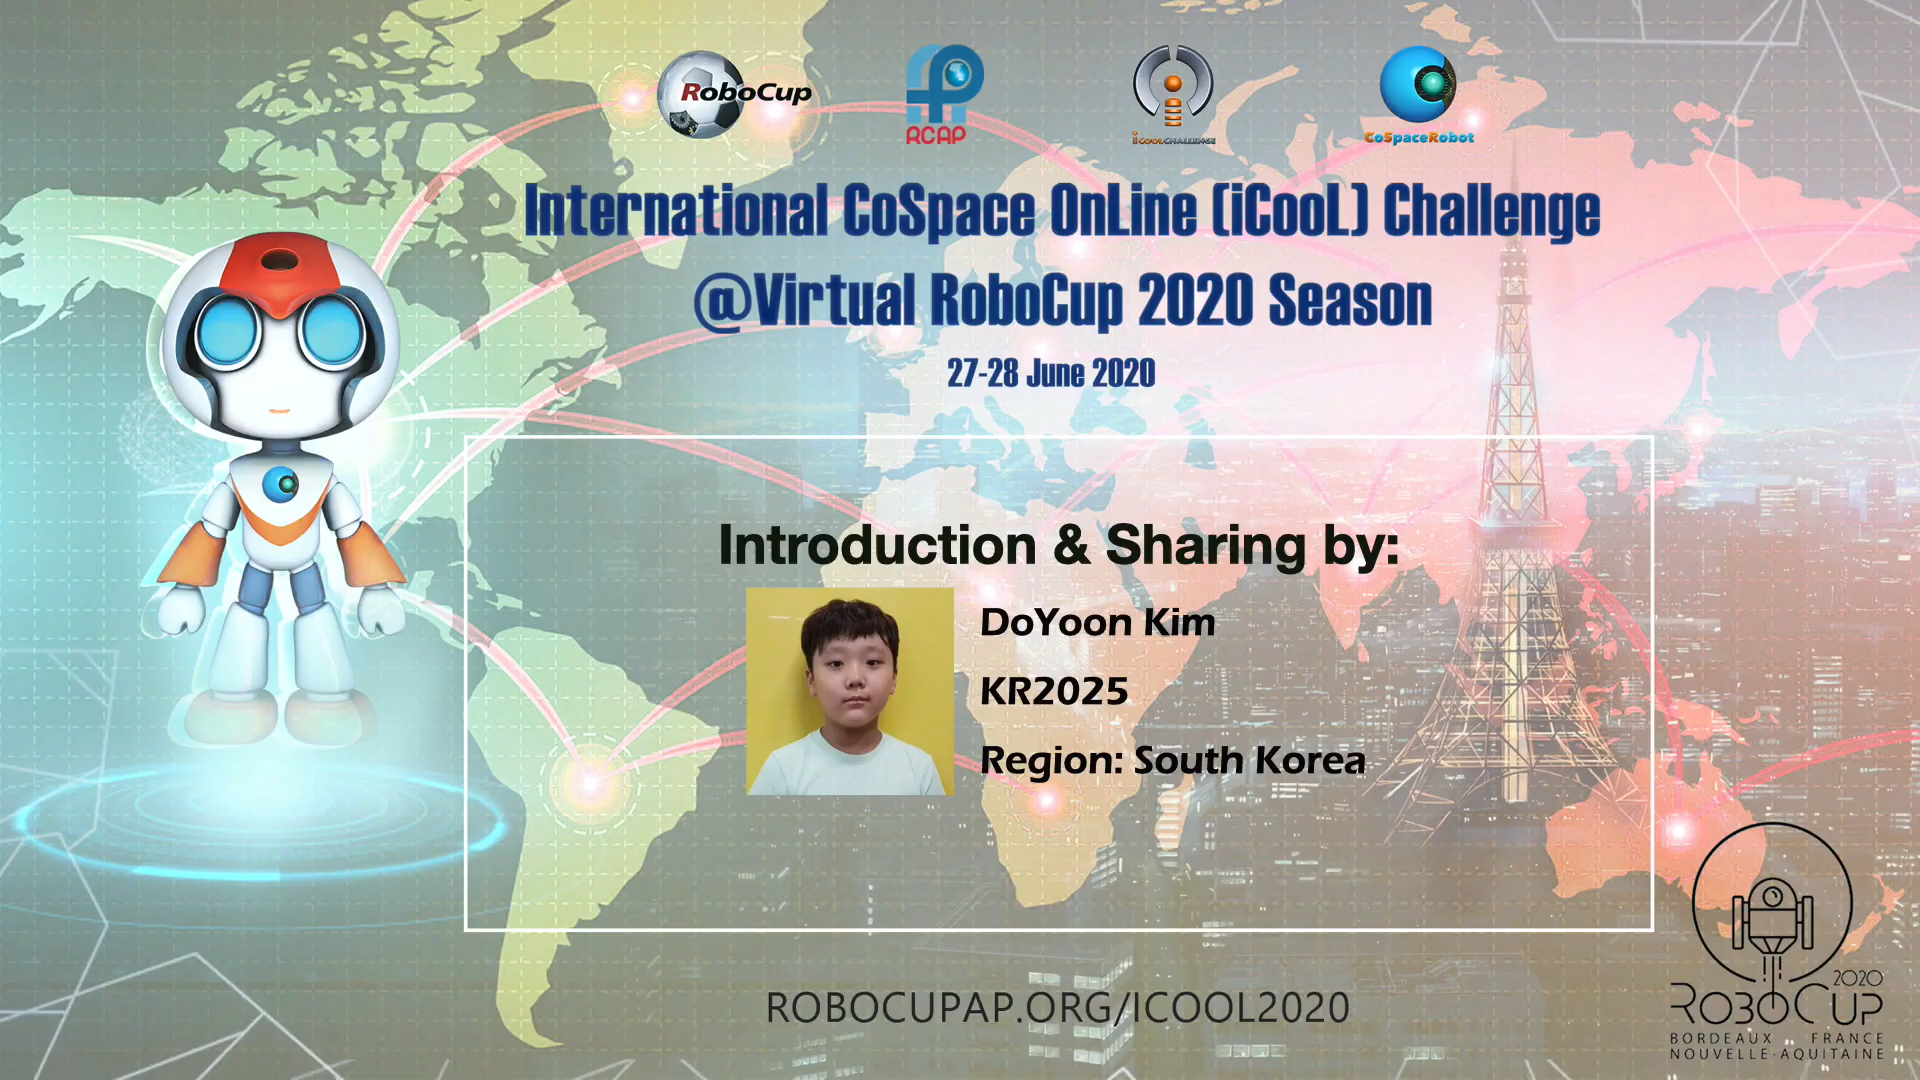 RoboCup
RCAP
iCOOLCHALLENGE
CoSpaceRobot
International CoSpace OnLine (iCooL) Challenge
@Virtual RoboCup 2020 Season
27-28 June 2020
Introduction & Sharing by:
DoYoon Kim
KR2025
Region: South Korea
ROBOCUPAP.ORG/ICOOL2020
2020
ROBOCUP
BORDEAUX FRANCE
NOUVELLE-AQUITAINE